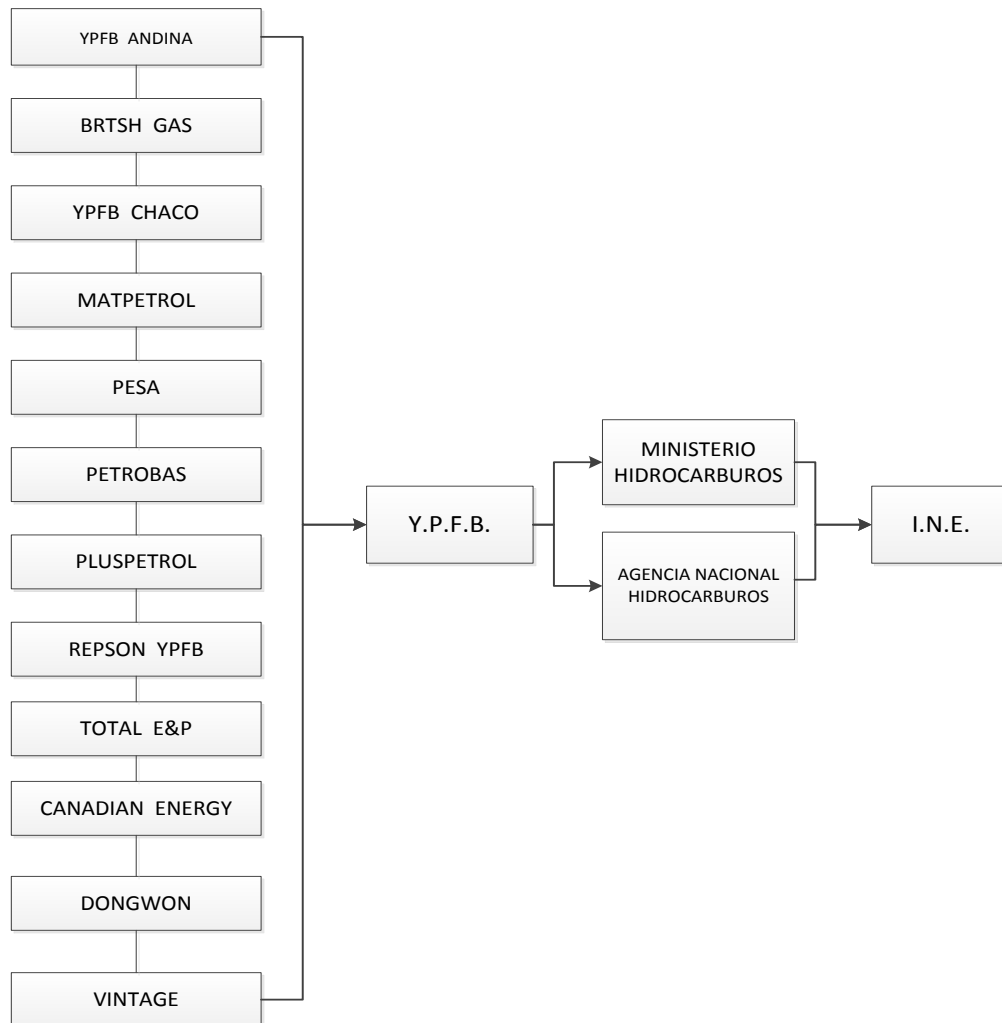 YPFB ANDINA
BRTSH GAS
YPFB CHACO
MATPETROL
PESA
PETROBAS
PLUSPETROL
REPSON YPFB
TOTAL E&P
CANADIAN ENERGY
DONGWON
VINTAGE
Y.P.F.B.
MINISTERIO
HIDROCARBUROS
AGENCIA NACIONAL
HIDROCARBUROS
I.N.E.